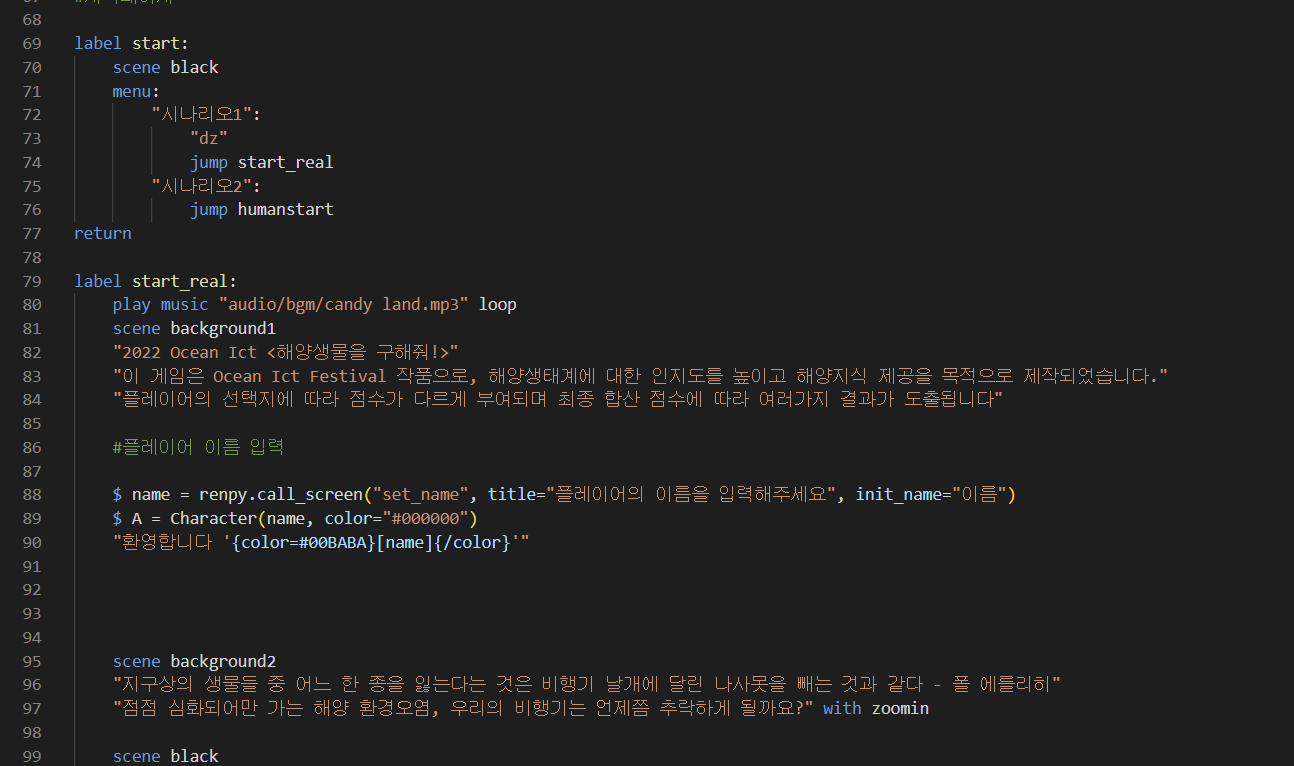 68
69 label start:
70 scene black
71 menu:
72 "시나리오1":
73 "dz"
74 jump start_real
75 "시나리오2":
76 jump humanstart
77 return
78
79 label start_real:
80 play music "audio/bgm/candy land.mp3" loop
81 scene background1
82 "2022 Ocean Ict <해양생물을 구해줘!>"
83 "이 게임은 Ocean Ict Festival 작품으로, 해양생태계에 대한 인지도를 높이고 해양지식 제공을 목적으로 제작되었습니다."
84 "플레이어의 선택지에 따라 점수가 다르게 부여되며 최종 합산 점수에 따라 여러가지 결과가 도출됩니다"
85
86 #플레이어 이름 입력
87
88 $ name = renpy.call_screen("set_name", title="플레이어의 이름을 입력해주세요", init_name="이름")
89 $ A = Character(name, color="#000000")
90 "환영합니다 '{color=#00BABA}[name]{/color}'"
91
92
93
94
95 scene background2
96 "지구상의 생물들 중 어느 한 종을 잃는다는 것은 비행기 날개에 달린 나사못을 빼는 것과 같다 - 폴 에를리히"
97 "점점 심화되어만 가는 해양 환경오염, 우리의 비행기는 언제쯤 추락하게 될까요?" with zoomin
98
99 scene black